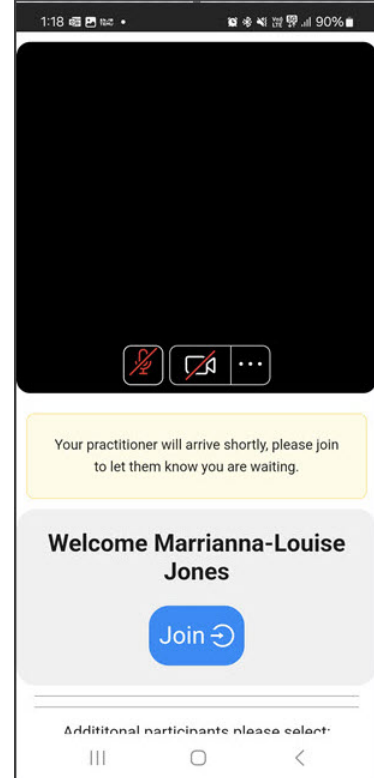 1:18 90%
Your practitioner will arrive shortly, please join
to let them know you are waiting.
Welcome Marrianna-Louise
Jones
Join
Addititonal participants please select: